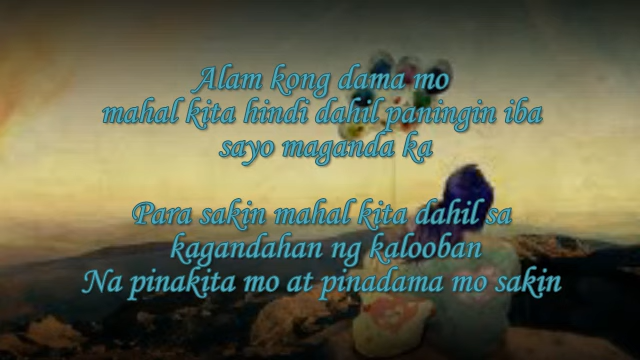 Alam kong dama mo
mahal kita hindi dahil paningin iba
sayo maganda ka
Para sakin mahal kita dahil sa
kagandahan ng kalooban
Na pinakita mo at pinadama mo sakin